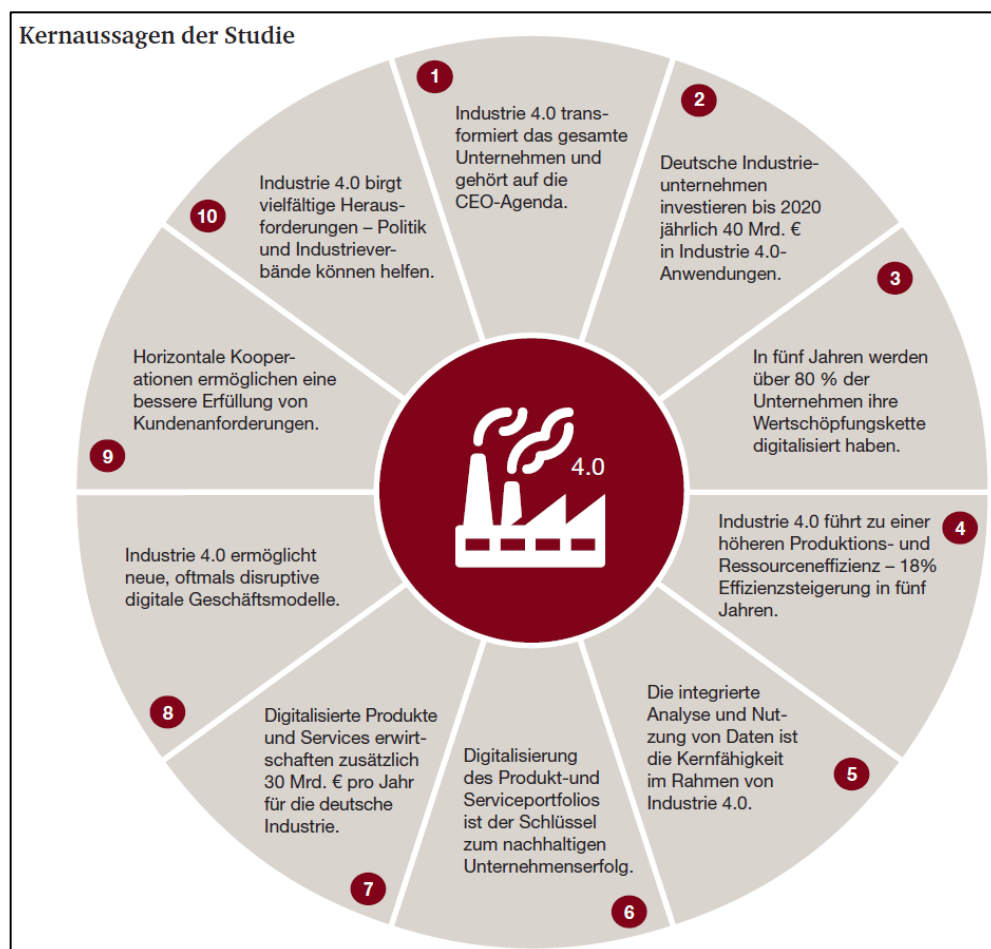 Kernaussagen der Studie
1
Industrie 4.0 trans-
formiert das gesamte
Unternehmen und
gehört auf die
CEO-Agenda.
2
Deutsche Industrie-
unternehmen
investieren bis 2020
jährlich 40 Mrd. €
in Industrie 4.0-
Anwendungen.
3
In fünf Jahren werden
über 80 % der
Unternehmen ihre
Wertschöpfungskette
digitalisiert haben.
4
Industrie 4.0 führt zu einer
höheren Produktions- und
Ressourceneffizienz – 18%
Effizienzsteigerung in fünf
Jahren.
5
Die integrierte
Analyse und Nut-
zung von Daten ist
die Kernfähigkeit
im Rahmen von
Industrie 4.0.
6
Digitalisierung
des Produkt-und
Serviceportfolios
ist der Schlüssel
zum nachhaltigen
Unternehmenserfolg.
7
Digitalisierte Produkte
und Services erwirt-
schaften zusätzlich
30 Mrd. € pro Jahr
für die deutsche
Industrie.
8
Industrie 4.0 ermöglicht
neue, oftmals disruptive
digitale Geschäftsmodelle.
9
Horizontale Kooper-
ationen ermöglichen eine
bessere Erfüllung von
Kundenanforderungen.
10
Industrie 4.0 birgt
vielfältige Heraus-
forderungen – Politik
und Industriever-
bände können helfen.
4.0